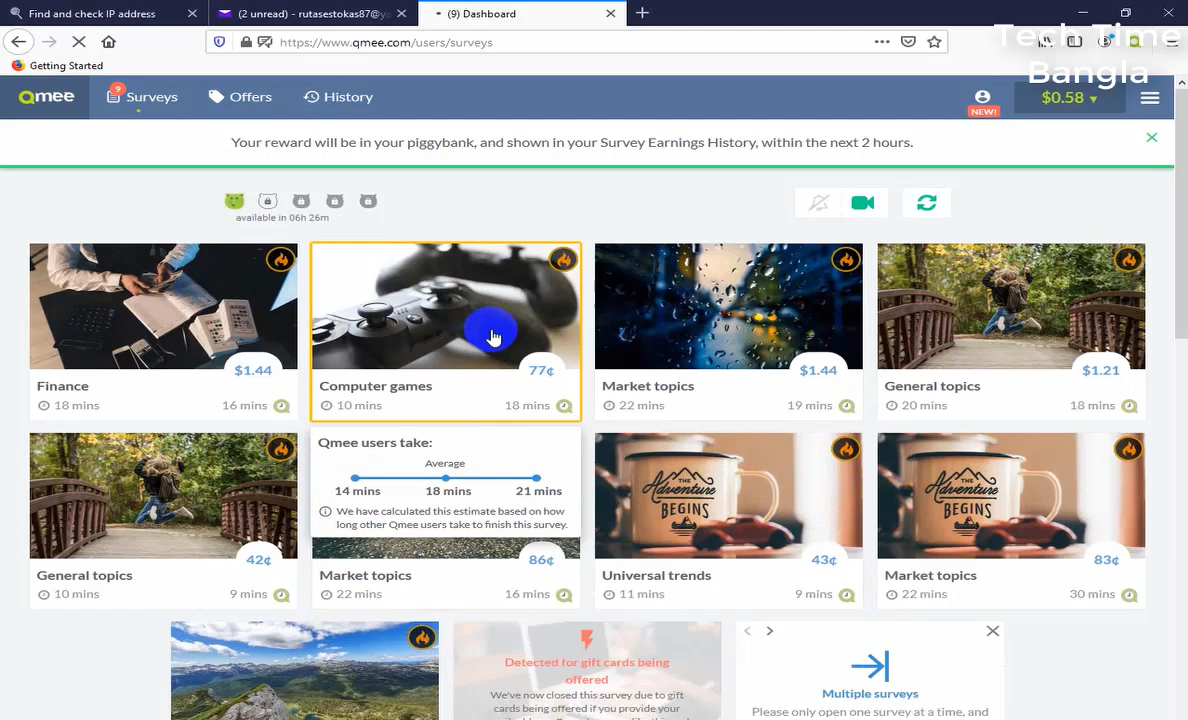 Find and check IP address
(2 unread) - rutasestokas87@y
(9) Dashboard
https://www.qmee.com/users/surveys
Tech Time
Bangla
Getting Started
Qmee
9
Surveys
Offers
History
NEW!
$0.58
Your reward will be in your piggybank, and shown in your Survey Earnings History, within the next 2 hours.
available in 06h 26m
$1.44
Finance
18 mins
16 mins
77¢
Computer games
10 mins
18 mins
$1.44
Market topics
22 mins
19 mins
$1.21
General topics
20 mins
18 mins
Qmee users take:
Average
14 mins
18 mins
21 mins
We have calculated this estimate based on how
long other Qmee users take to finish this survey.
42¢
General topics
10 mins
9 mins
86¢
Market topics
22 mins
16 mins
The
Adventure
BEGINS
43¢
Universal trends
11 mins
9 mins
The
Adventure
BEGINS
83¢
Market topics
22 mins
30 mins
Detected for gift cards being
offered
We've now closed this survey due to gift
cards being offered if you provide your
Multiple surveys
Please only open one survey at a time, and